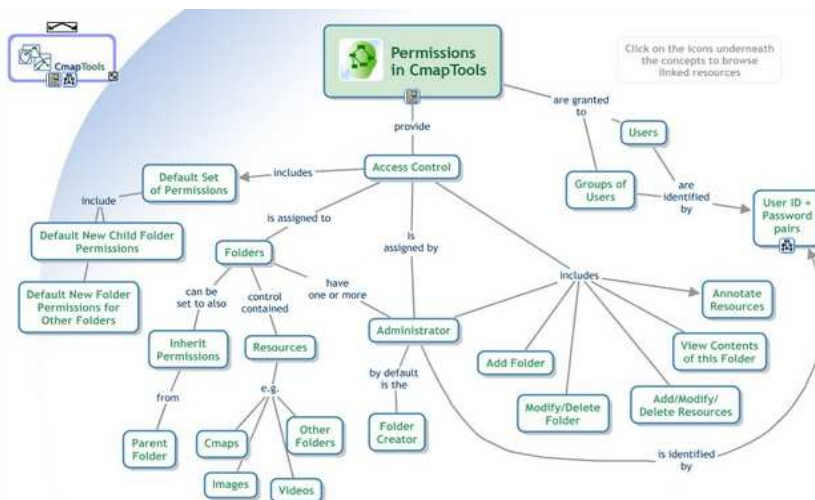 CmapTools
Permissions
in CmapTools
Click on the icons underneath
the concepts to browse
linked resources
provide
are granted
to
Users
Access Control
includes
Default Set
of Permissions
Groups of
Users
are
identified
by
User ID +
Password
pairs
include
is assigned to
Default New Child Folder
Permissions
Folders
is
assigned by
Default New Folder
Permissions for
Other Folders
can be
set to also
control
contained
have
one or more
includes
Annotate
Resources
Inherit
Permissions
Resources
Administrator
Add Folder
View Contents
of this Folder
by default
is the
from
e.g.
Modify/Delete
Folder
Add/Modify/
Delete Resources
Parent
Folder
Cmaps
Other
Folders
Folder
Creator
Images
Videos
is identified
by